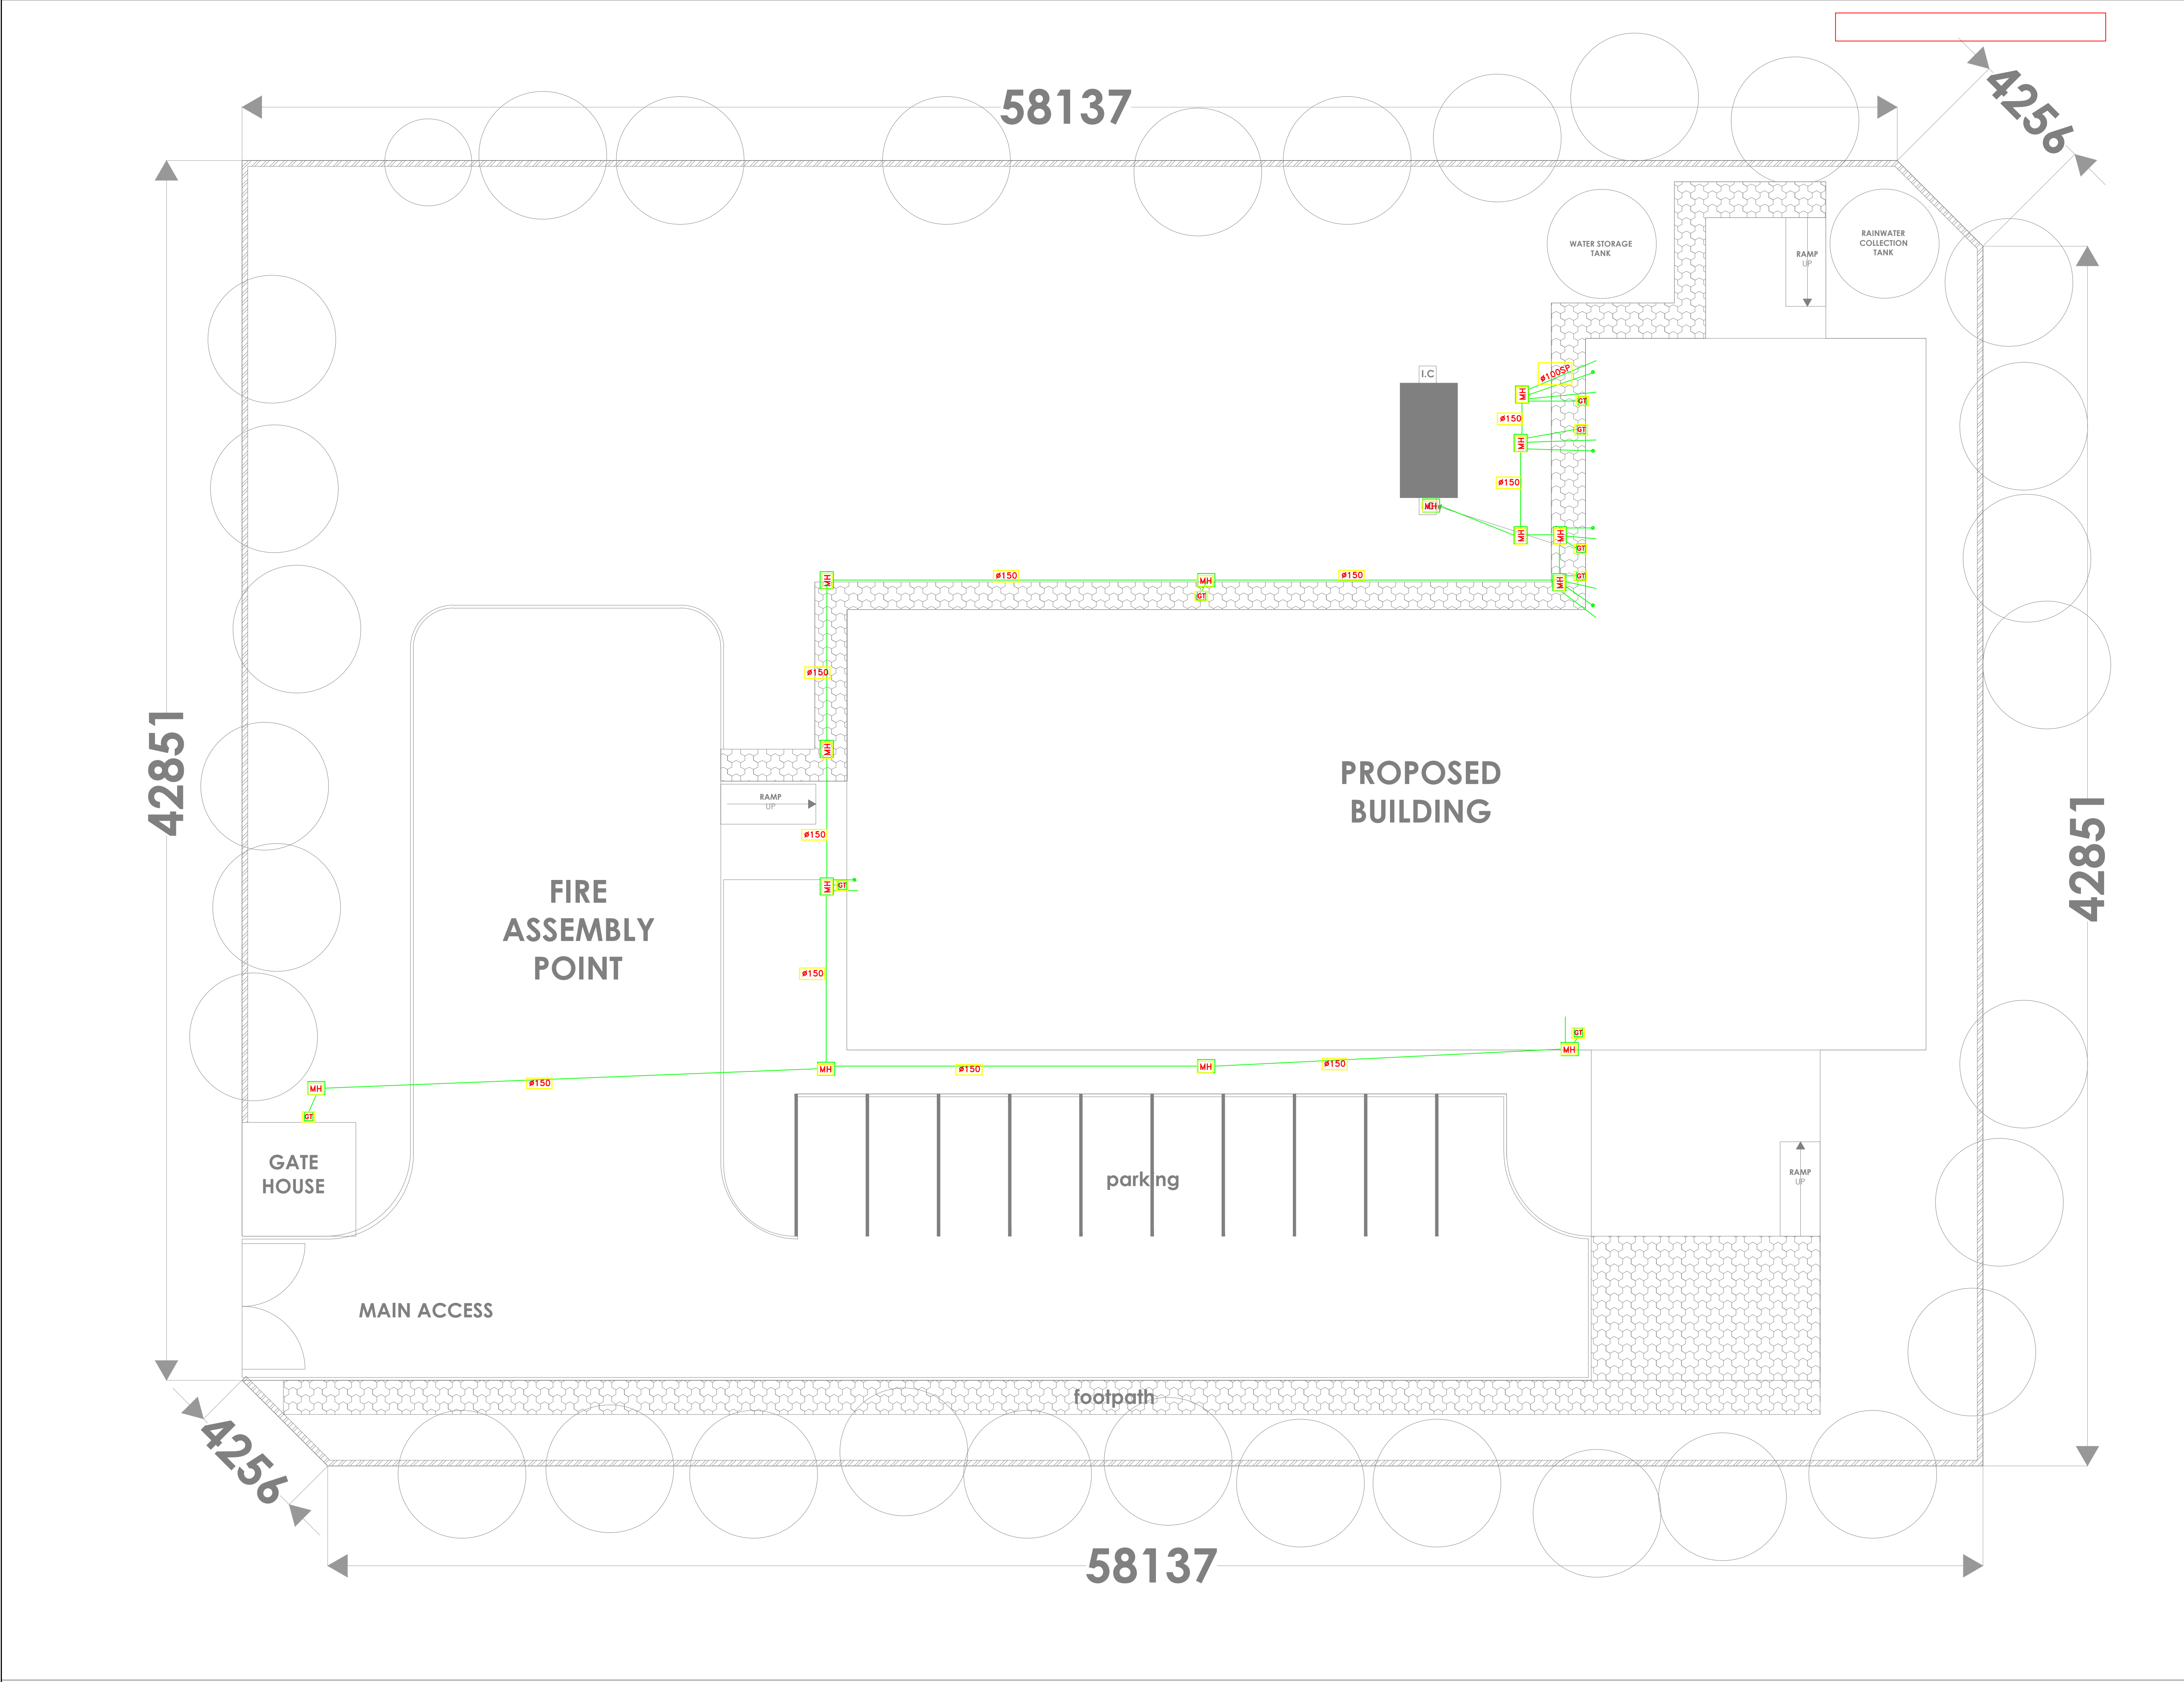 58137
4256
WATER STORAGE
TANK
RAMP
UP
RAINWATER
COLLECTION
TANK
I.C
ø100SP
MH
GT
ø150
GT
MH
ø150
MH
MH
MH
GT
MH
ø150
MH
ø150
GT
MH
GT
ø150
MH
42851
PROPOSED
BUILDING
RAMP
UP
ø150
42851
FIRE
ASSEMBLY
POINT
MH
GT
ø150
GT
MH
MH
ø150
MH
ø150
MH
ø150
GT
GATE
HOUSE
parking
RAMP
UP
MAIN ACCESS
footpath
4256
58137